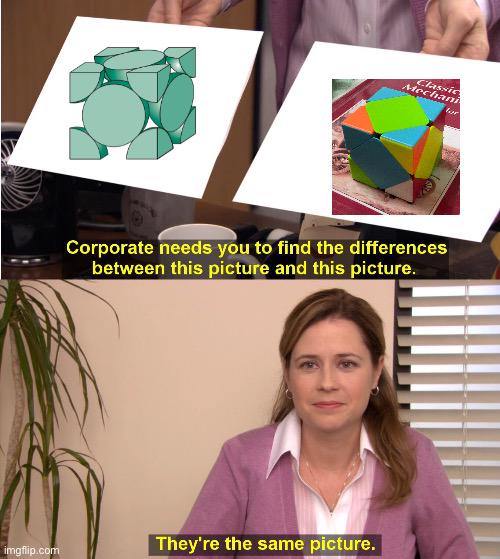 Classic
Mechani
lar
Corporate needs you to find the differences
between this picture and this picture.
They're the same picture.
imgflip.com